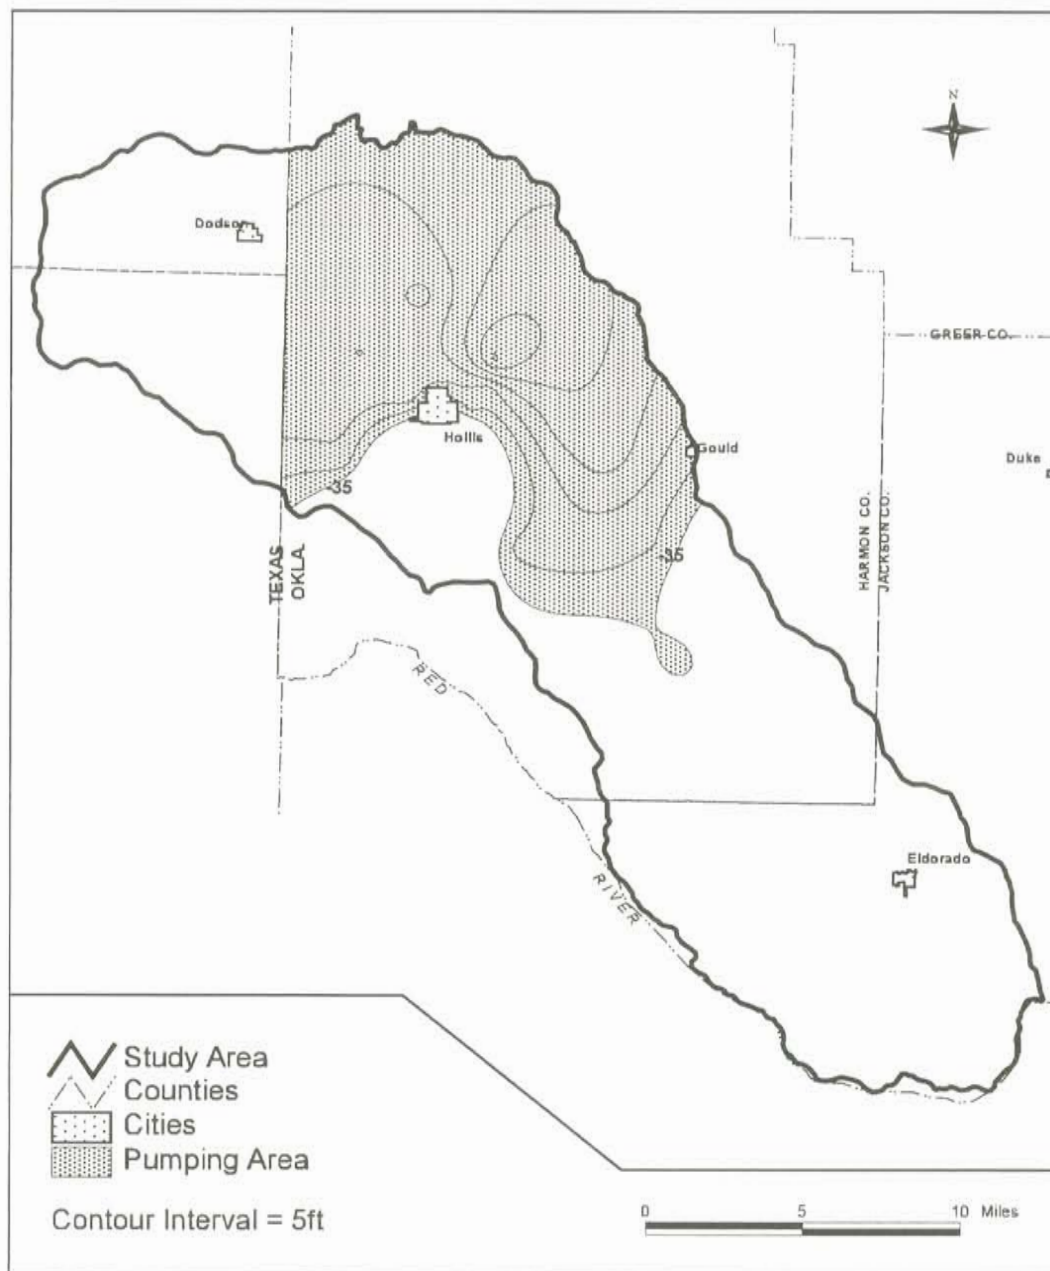 N
Dodson
GREER CO.
Hollis
Gould
Duke
-35
-35
TEXAS
OKLA.
HARMON CO.
JACKSON CO.
RED
RIVER
Eldorado
Study Area
Counties
Cities
Pumping Area
Contour Interval = 5ft
0 5 10 Miles